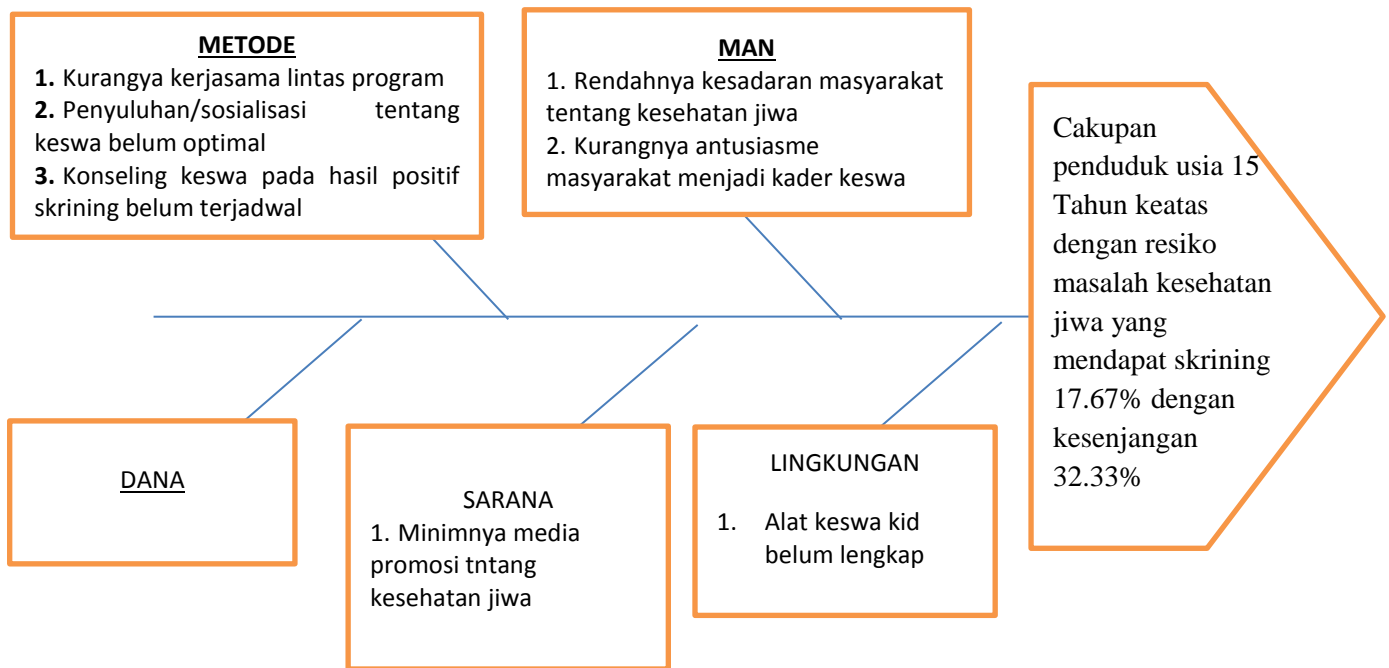 METODE
1. Kurangya kerjasama lintas program
2. Penyuluhan/sosialisasi tentang
keswa belum optimal
3. Konseling keswa pada hasil positif
skrining belum terjadwal
MAN
1. Rendahnya kesadaran masyarakat
tentang kesehatan jiwa
2. Kurangnya antusiasme
masyarakat menjadi kader keswa
Cakupan
penduduk usia 15
Tahun keatas
dengan resiko
masalah kesehatan
jiwa yang
mendapat skrining
17.67% dengan
kesenjangan
32.33%
DANA
SARANA
1. Minimnya media
promosi tntang
kesehatan jiwa
LINGKUNGAN
1. Alat keswa kid
belum lengkap